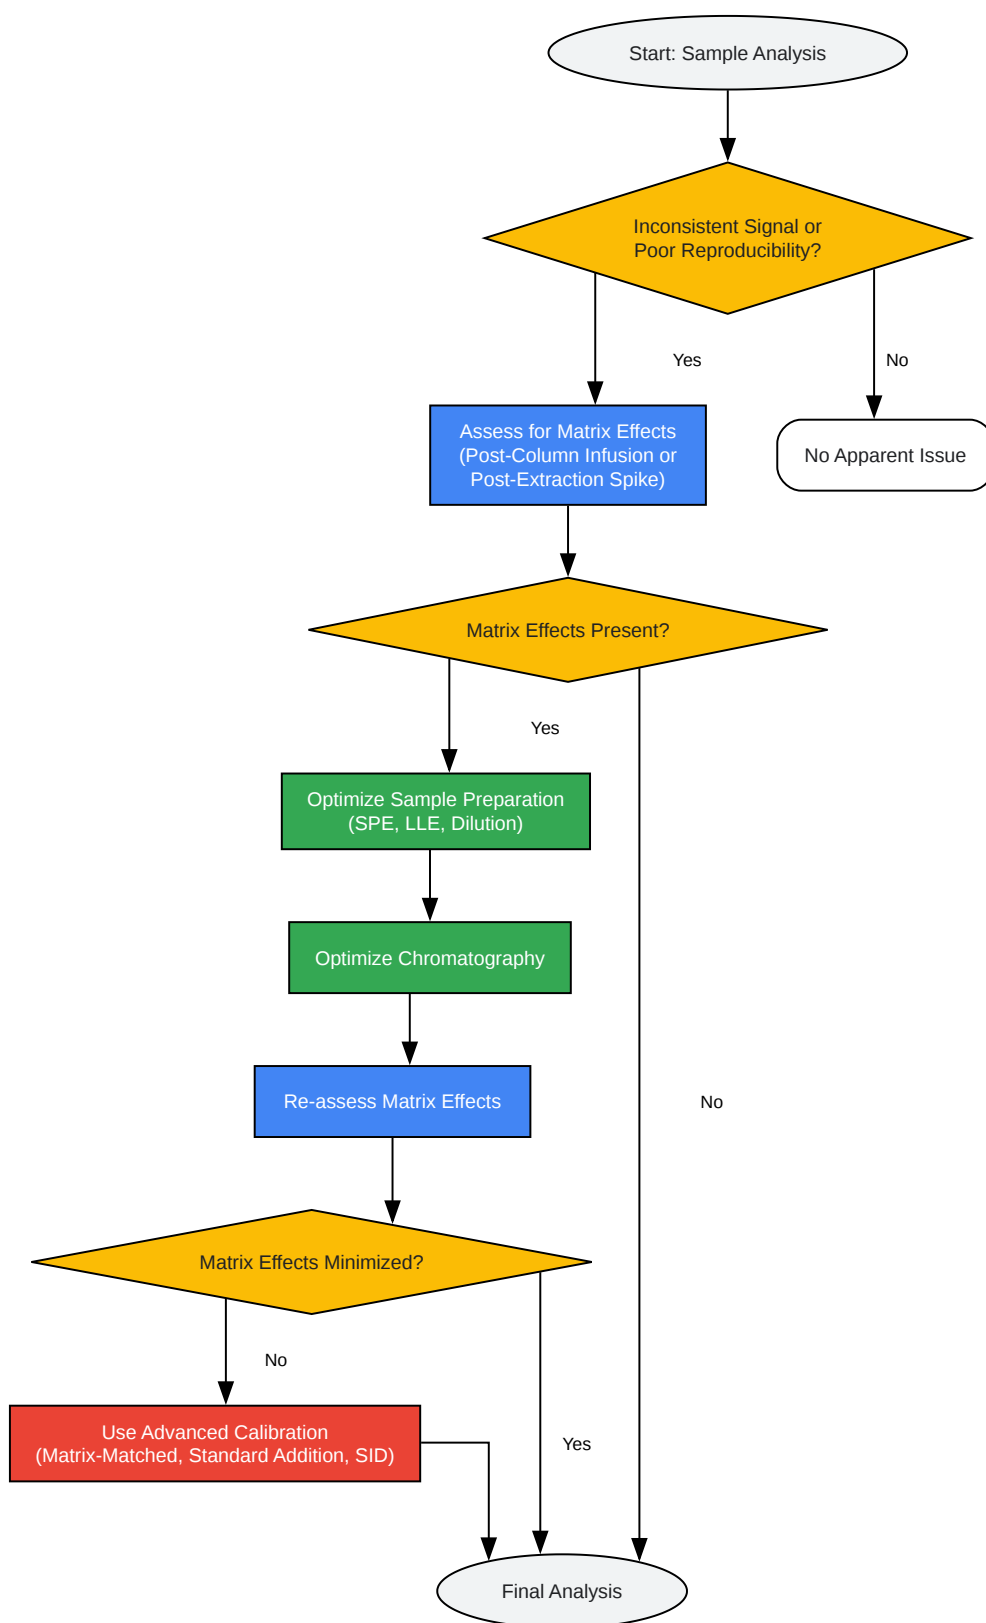 Start: Sample Analysis
Inconsistent Signal or
Poor Reproducibility?
Yes
No
Assess for Matrix Effects
(Post-Column Infusion or
Post-Extraction Spike)
No Apparent Issue
Matrix Effects Present?
Yes
Optimize Sample Preparation
(SPE, LLE, Dilution)
Optimize Chromatography
Re-assess Matrix Effects
No
Matrix Effects Minimized?
No
Use Advanced Calibration
(Matrix-Matched, Standard Addition, SID)
Yes
Final Analysis